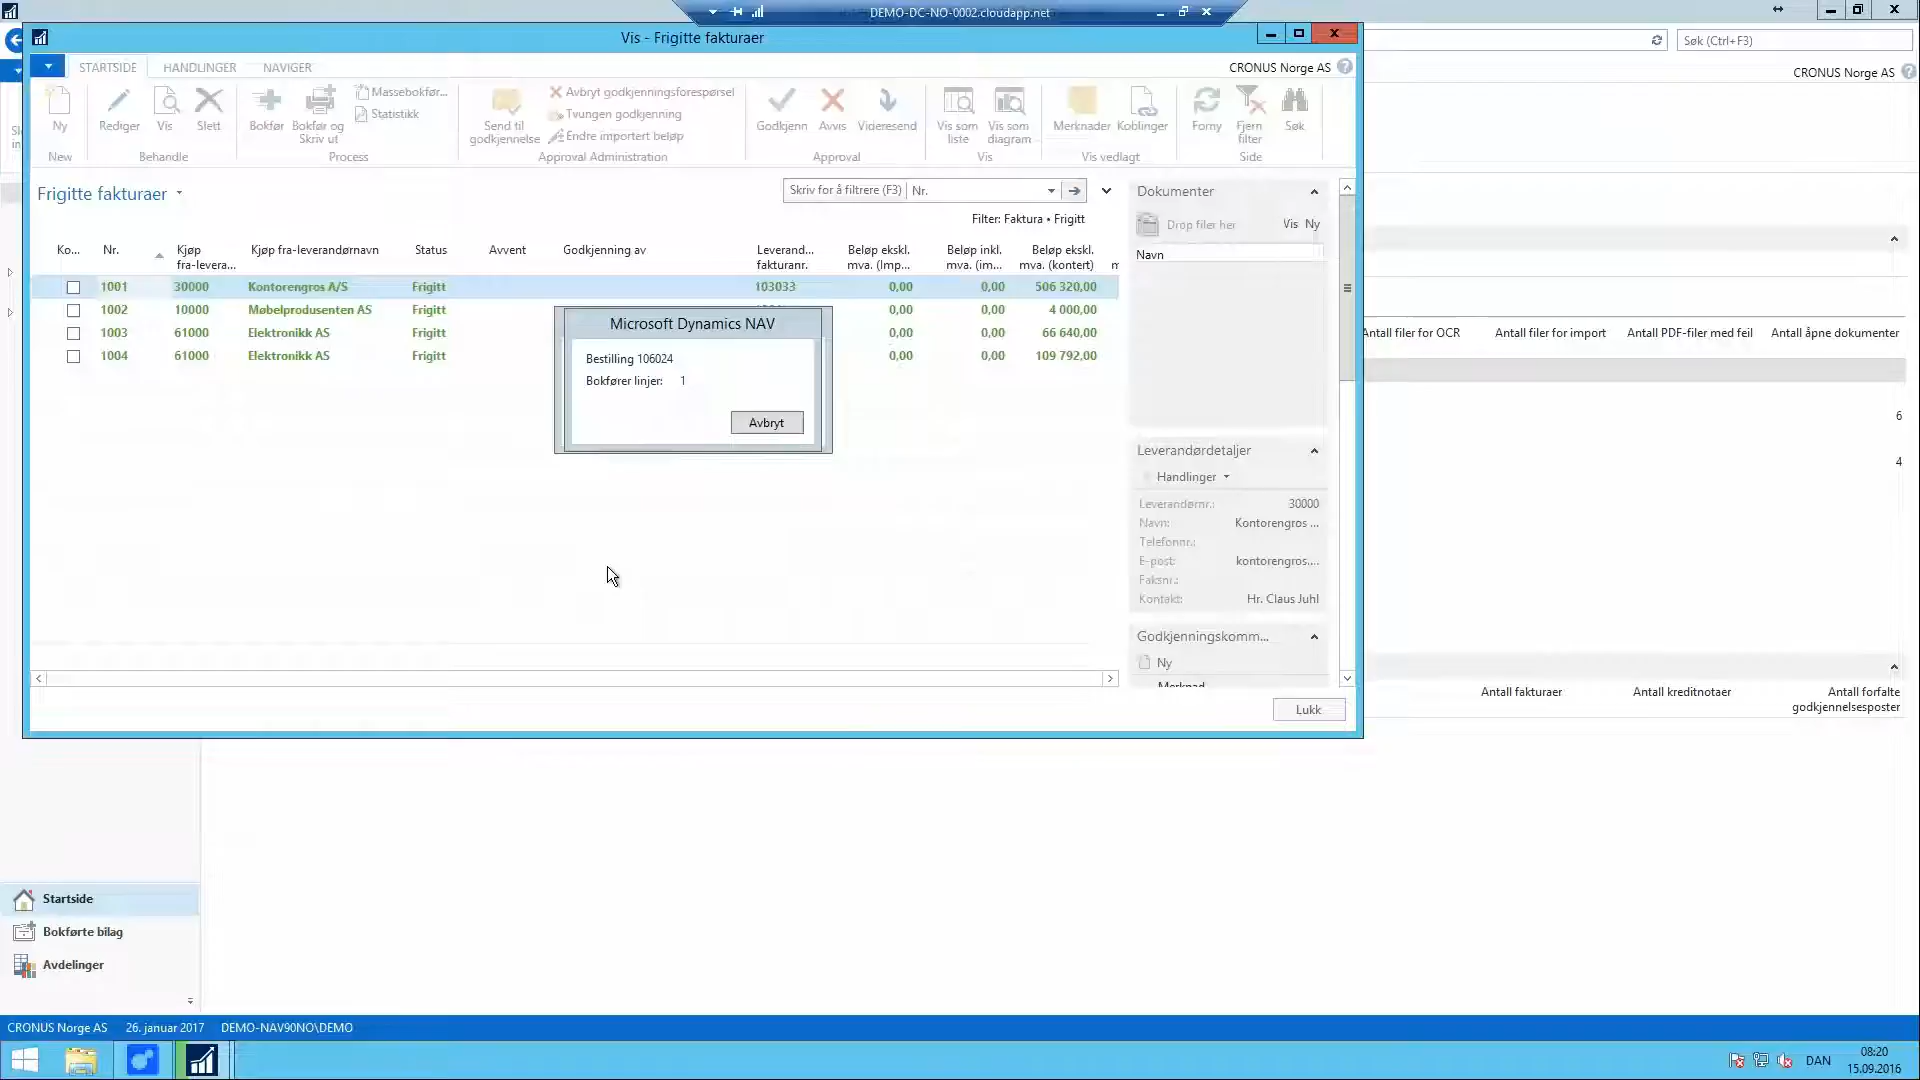 DEMO-DC-NO-0002.cloudapp.net
Vis - Frigitte fakturaer
Søk (Ctrl+F3)
STARTSIDE HANDLINGER NAVIGER
CRONUS Norge AS
CRONUS Norge AS
Ny
Rediger Vis Slett
Bokfør Bokfør og Skriv ut
Massebokfør...
Statistikk
Send til godkjennelse
Avbryt godkjenningsforespørsel
Tvungen godkjenning
Endre importert beløp
Godkjenn Avvis Videresend
Vis som liste Vis som diagram
Merknader Koblinger
Forny Fjern filter Søk
New Behandle Process Approval Administration Approval Vis Vis vedlagt Side
Frigitte fakturaer
Skriv for å filtrere (F3) Nr.
Filter: Faktura • Frigitt
Ko... Nr. Kjøp fra-levera... Kjøp fra-leverandørnavn Status Avvent Godkjenning av Leverand... fakturanr. Beløp ekskl. mva. (Imp... Beløp inkl. mva. (im... Beløp ekskl. mva. (kontert) m
1001 30000 Kontorengros A/S Frigitt 103033 0,00 0,00 506 320,00
1002 10000 Møbelprodusenten AS Frigitt 0,00 0,00 4 000,00
1003 61000 Elektronikk AS Frigitt 0,00 0,00 66 640,00
1004 61000 Elektronikk AS Frigitt 0,00 0,00 109 792,00
Microsoft Dynamics NAV
Bestilling 106024
Bokfører linjer: 1
Avbryt
Dokumenter
Drop filer her Vis Ny
Navn
Leverandørdetaljer
Handlinger
Leverandørnr.: 30000
Navn: Kontorengros ...
Telefonnr.:
E-post: kontorengros....
Faksnr.:
Kontakt: Hr. Claus Juhl
Godkjenningskomm...
Ny
Merknad
Lukk
Antall filer for OCR Antall filer for import Antall PDF-filer med feil Antall åpne dokumenter
6
4
Antall fakturaer Antall kreditnotaer Antall forfalte godkjennelsesposter
Startside
Bokførte bilag
Avdelinger
CRONUS Norge AS 26. januar 2017 DEMO-NAV90NO\DEMO
DAN
08:20
15.09.2016